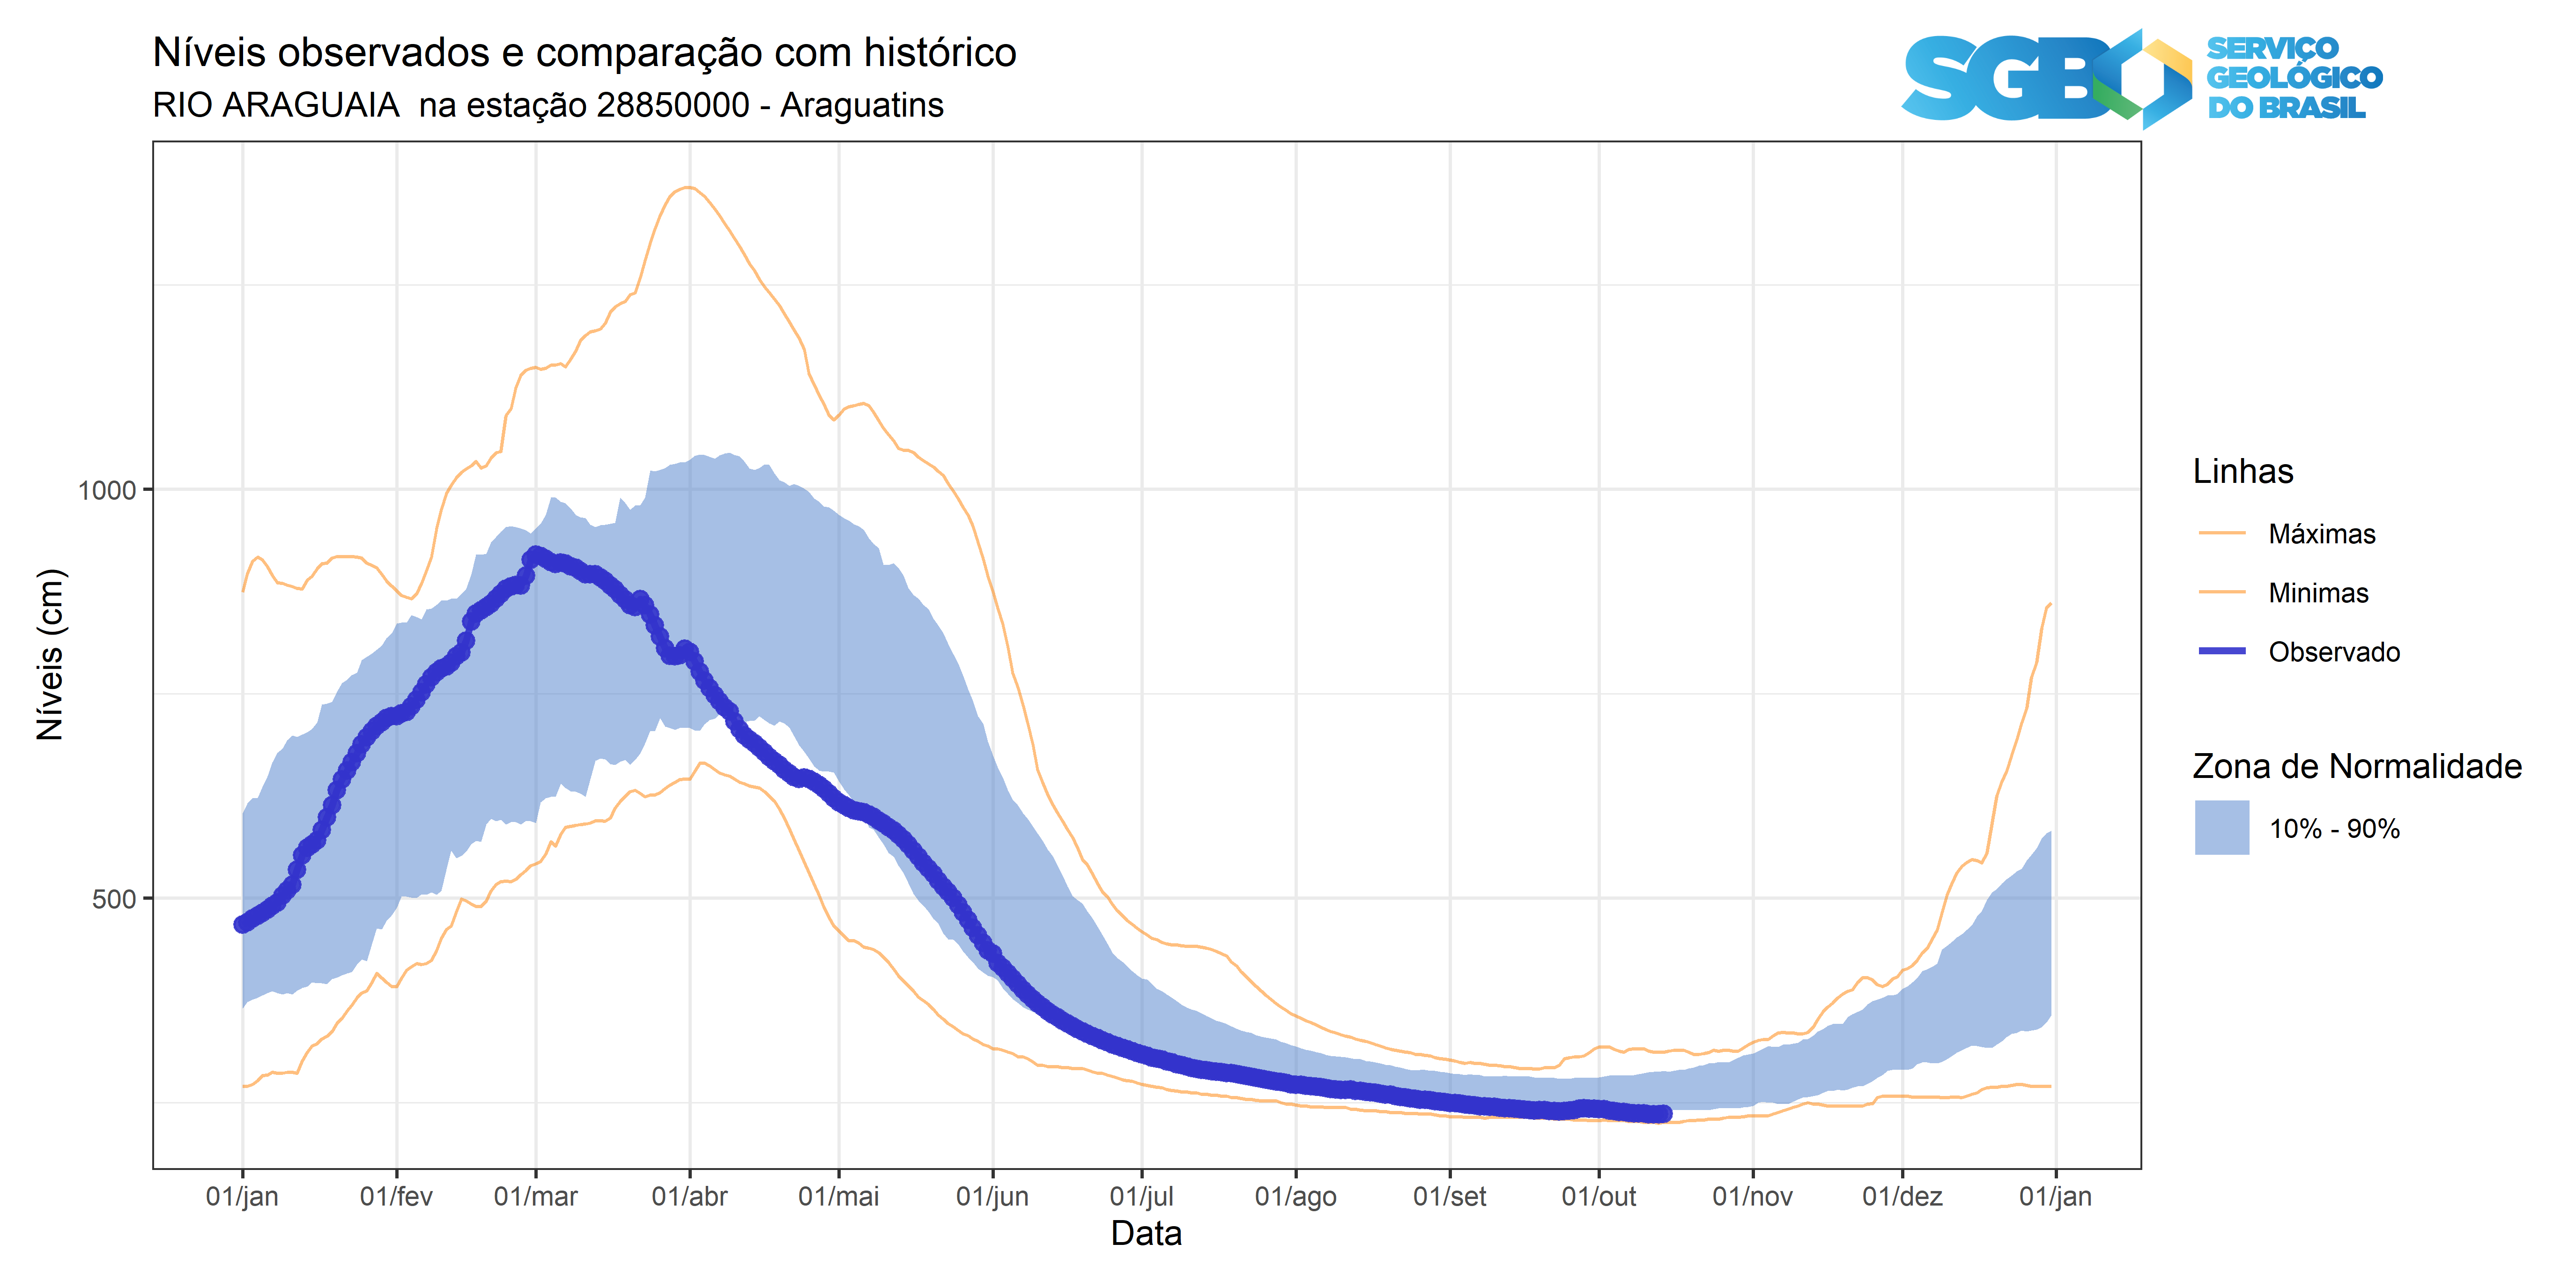 Níveis observados e comparação com histórico
RIO ARAGUAIA  na estação 28850000 - Araguatins
SGB
SERVIÇO
GEOLÓGICO
DO BRASIL
Níveis (cm)
1000
500
01/jan
01/fev
01/mar
01/abr
01/mai
01/jun
01/jul
01/ago
01/set
01/out
01/nov
01/dez
01/jan
Data
Linhas
Máximas
Minimas
Observado
Zona de Normalidade
10% - 90%